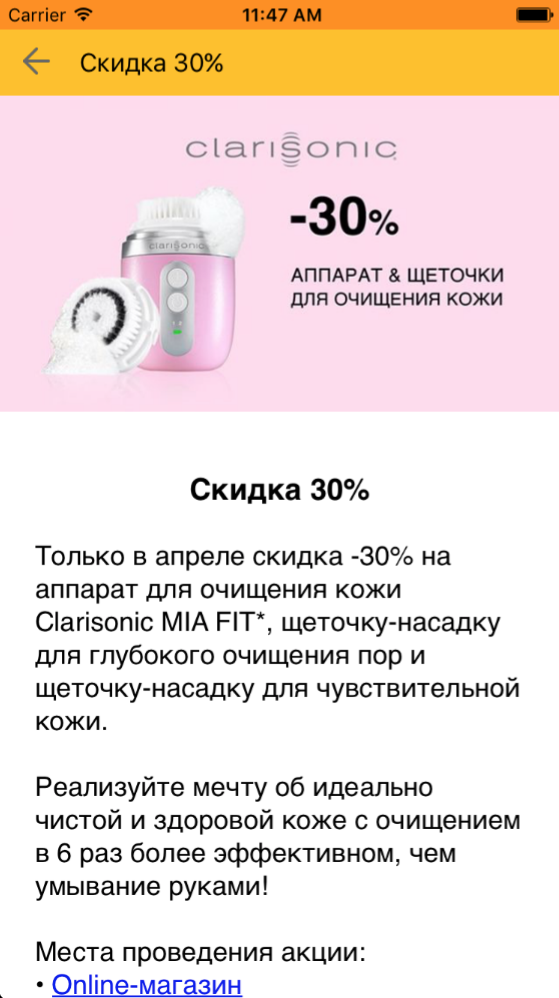 Carrier 11:47 AM
Скидка 30%
clarisonic
-30%
clarisonic
АППАРАТ & ЩЕТОЧКИ
ДЛЯ ОЧИЩЕНИЯ КОЖИ
Скидка 30%
Только в апреле скидка -30% на
аппарат для очищения кожи
Clarisonic MIA FIT*, щеточку-насадку
для глубокого очищения пор и
щеточку-насадку для чувствительной
кожи.
Реализуйте мечту об идеально
чистой и здоровой коже с очищением
в 6 раз более эффективном, чем
умывание руками!
Места проведения акции:
• Online-магазин